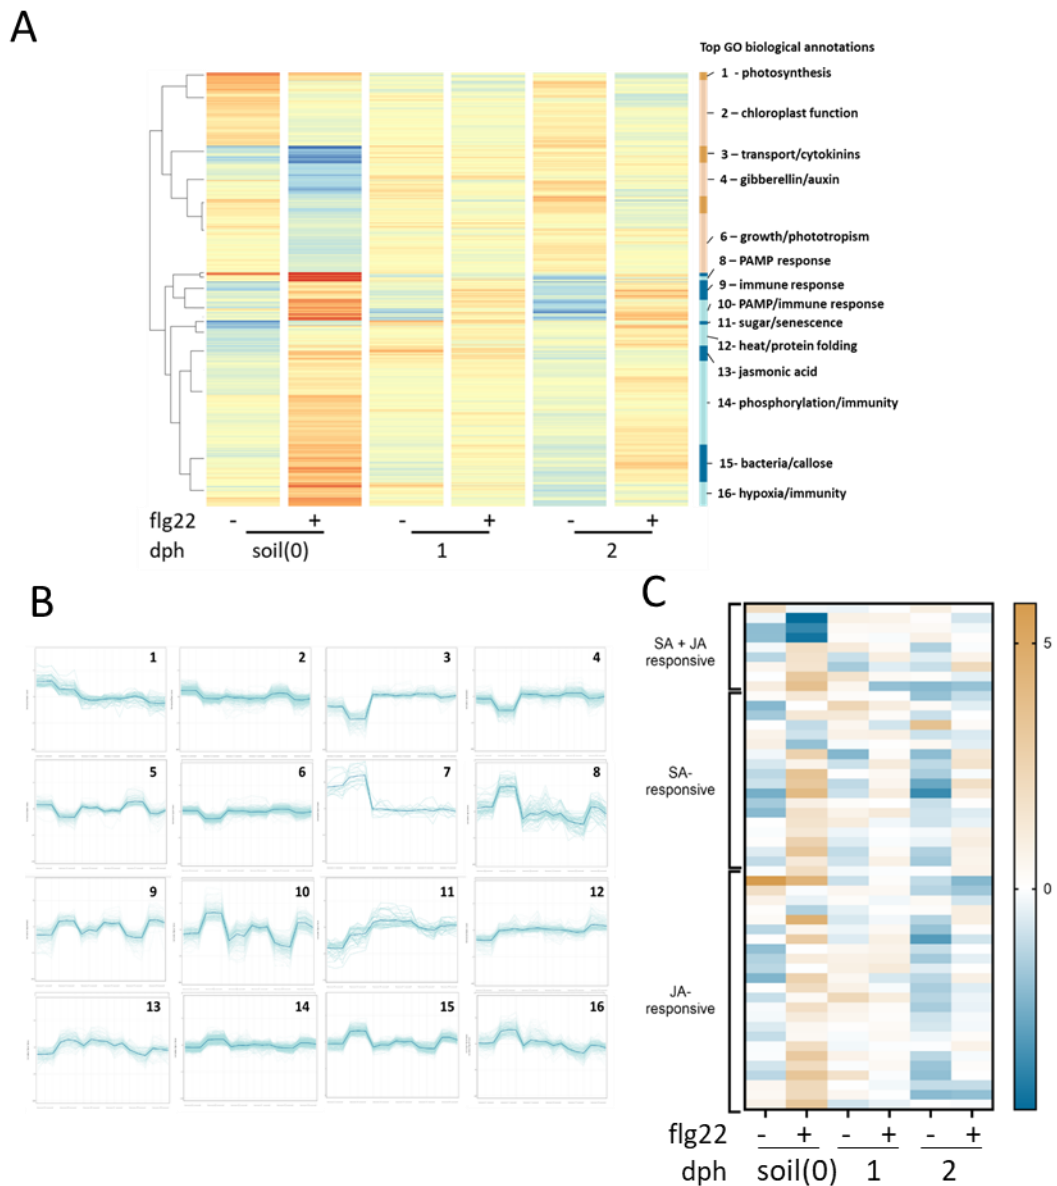 A
Top GO biological annotations
1 - photosynthesis
2 – chloroplast function
3 – transport/cytokinins
4 – gibberellin/auxin
6 – growth/phototropism
8 – PAMP response
9 – immune response
10- PAMP/immune response
11- sugar/senescence
12- heat/protein folding
13- jasmonic acid
14- phosphorylation/immunity
15- bacteria/callose
16- hypoxia/immunity
flg22 - + - + - +
dph soil(0) 1 2
B
1 2 3 4
5 6 7 8
9 10 11 12
13 14 15 16
C
SA + JA
responsive
SA-
responsive
JA-
responsive
5
0
flg22 - + - + - +
dph soil(0) 1 2